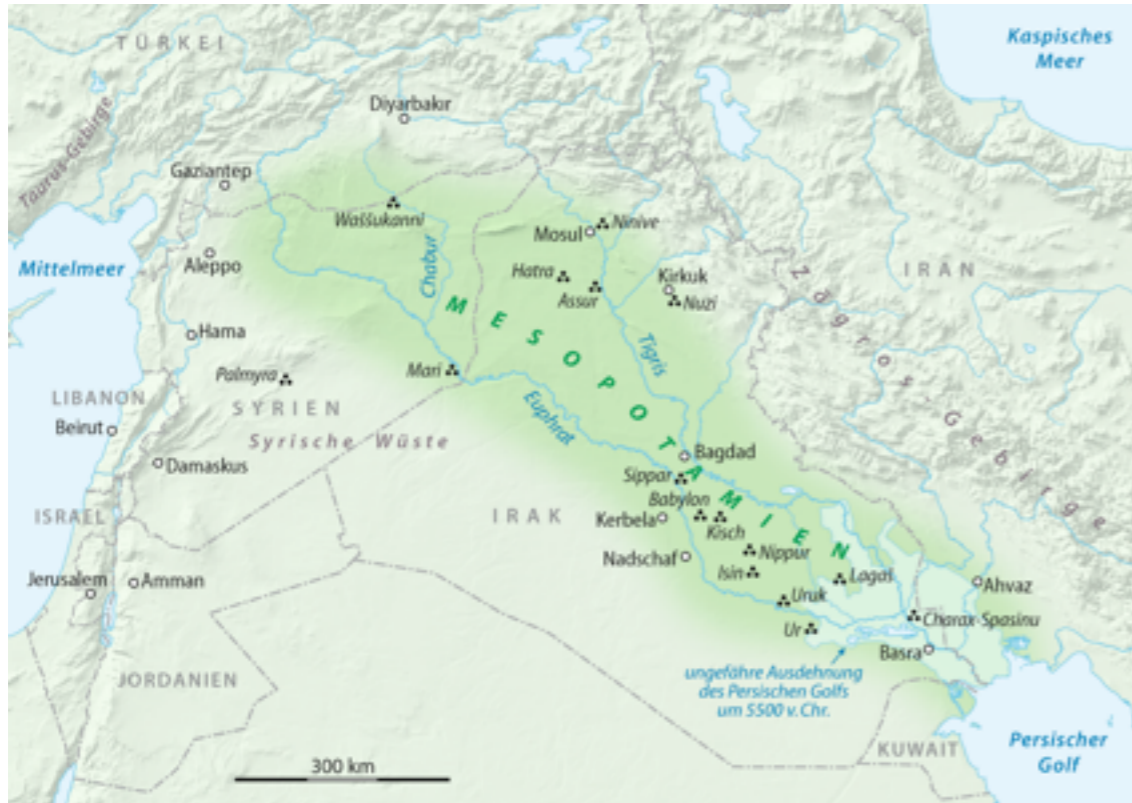 TÜRKEI
Kaspisches
Meer
Diyarbakır
Taurus-Gebirge
Gaziantep
Waššukanni
Mosul
Ninive
Mittelmeer
Aleppo
Chabur
Hatra
Assur
Kirkuk
Nuzi
IRAN
Zagros-Gebirge
MESOPOTAMIEN
Hama
Tigris
Palmyra
Mari
LIBANON
SYRIEN
Euphrat
Beirut
Syrische Wüste
Bagdad
Damaskus
Sippar
Babylon
ISRAEL
IRAK
Kerbela
Kisch
Nadschaf
Nippur
Jerusalem
Amman
Isin
Lagaš
Ahvaz
Uruk
Charax-Spasinu
Ur
Basra
ungefähre Ausdehnung
des Persischen Golfs
um 5500 v. Chr.
JORDANIEN
KUWAIT
Persischer
Golf
300 km